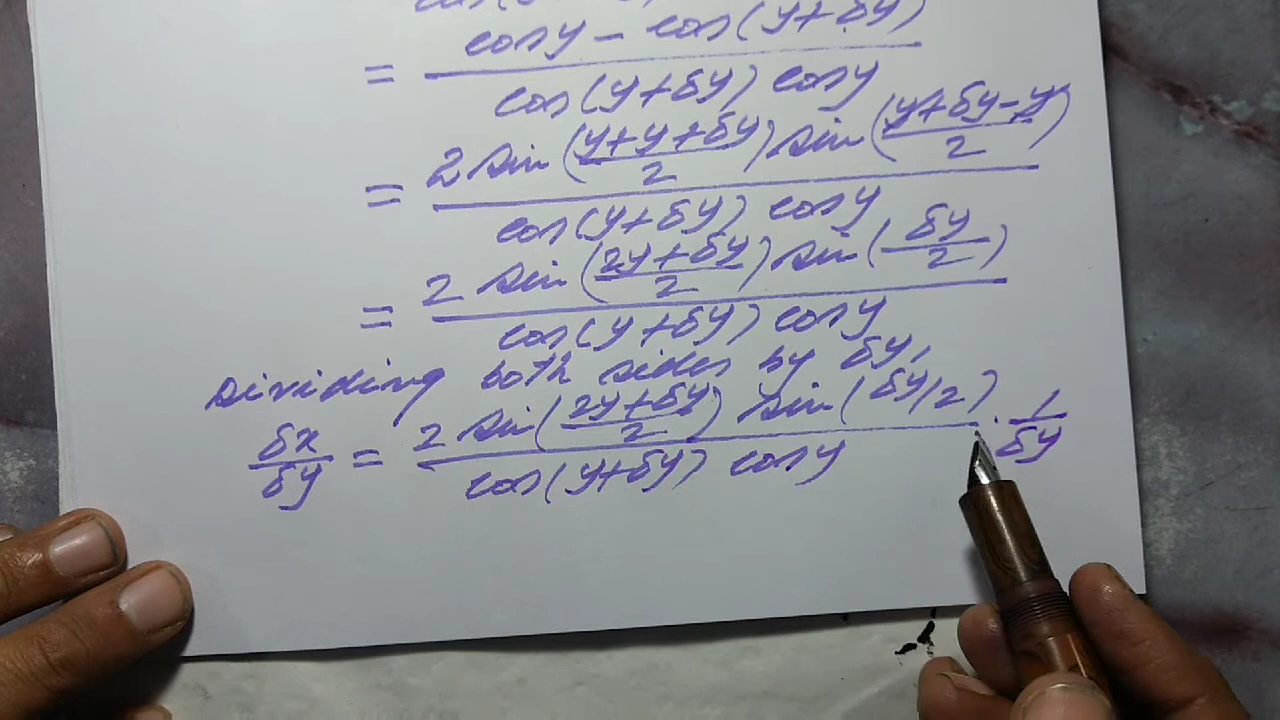 = cos y - cos(y+δy) / cos(y+δy) cos y
= 2 sin((y+y+δy)/2) sin((y+δy-y)/2) / cos(y+δy) cos y
= 2 sin((2y+δy)/2) sin(δy/2) / cos(y+δy) cos y
Dividing both sides by δy,
δx/δy = 2 sin((2y+δy)/2) sin(δy/2) / cos(y+δy) cos y · 1/δy